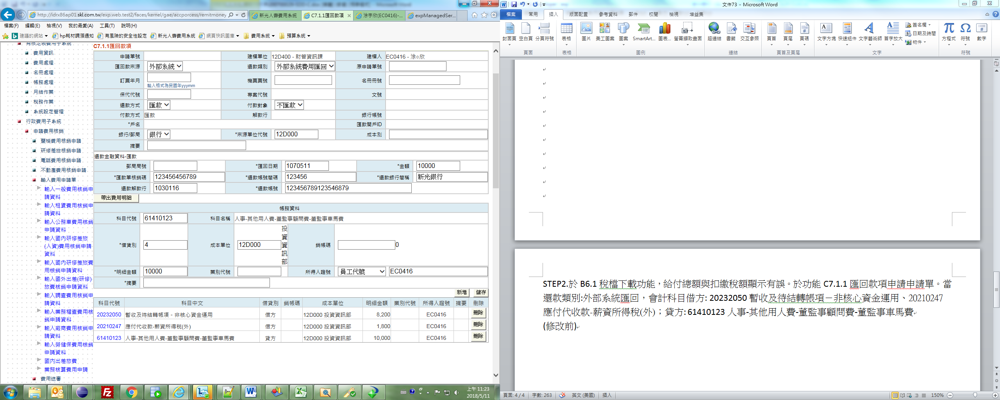 http://idrx86ap01.skl.com.tw/exp.web.test2/faces/kernel/gae/accporcess/remitmoney
新光人壽費用系統
C7.1.1匯回款項
涂宇欣(EC0416)-...
expManagedSer...
檔案(F) 編輯(E) 檢視(V) 我的最愛(A) 工具(T) 說明(H)
建議的網站 hp耗材調漲通知 有風險的安全性設定 新光人壽費用系統 網頁快訊圖庫 費用系統 預算系統
有核定表費用子系統
費用資訊
費用處理
名冊處理
帳務處理
月結作業
稅務作業
系統設定管理
行政費用子系統
申請費用核銷
醫檢費用核銷申請
研修差旅核銷申請
電話費用核銷申請
不動產費用核銷申請
輸入費用申請單
輸入一般費用核銷申
請資料
輸入租賃費用核銷申
請資料
輸入公務車費用核銷
申請資料
輸入國內研修差旅
(人資)費用核銷申請
資料
輸入國內研修差旅費
用核銷申請資料
輸入國外出差(研修)
旅費核銷申請資料
輸入調查費用核銷申
請資料
輸入業務稽查費用核
銷申請資料
輸入廠商費用核銷申
請資料
輸入勞健保費用核銷
申請資料
國內出差旅費
業務核算費用申請
費用送審
C7.1.1匯回款項
申請單號 建檔單位 12D400 - 財管資訊課 建檔人 EC0416 - 涂○欣
匯回款來源 外部系統 還款類別 外部系統費用匯回 原申請單號
訂票年月 輸入格式為民國年yyymm 機票票號 名冊冊號
保代代號 專案代號 文號
還款方式 匯款 付款對象 不匯款
付款方式 匯款 解款行 銀行帳號
*戶名 匯款開戶ID
銀行/郵局 銀行 *來源單位代號 12D000 成本別
摘要
還款金融資料-匯款
郵局局號 *匯回日期 1070511 *金額 10000
*匯款單核銷碼 123456456789 *還款帳號簡碼 123456 *還款銀行簡稱 新光銀行
還款解款行 1030116 *還款帳號 123456789123546879
帶出費用明細
帳務資料
科目代號 61410123 科目名稱 人事-其他用人費-董監事顧問費-董監事車馬費
*借貸別 4 成本單位 12D000 投資資訊部 銷帳碼 0
*明細金額 10000 業別代號 所得人證號 員工代號 EC0416
*摘要
新增 儲存
科目代號 科目中文 借貸別 銷帳碼 成本單位 明細金額 業別代號 所得人證號 摘要 刪除
20232050 暫收及待結轉帳項－非核心資金運用 借方 12D000 投資資訊部 8,200 EC0416 刪除
20210247 應付代收款-薪資所得稅(外) 借方 12D000 投資資訊部 1,800 EC0416 刪除
61410123 人事-其他用人費-董監事顧問費-董監事車馬費 貸方 12D000 投資資訊部 10,000 EC0416 刪除
上午 11:23
2018/5/11
文件73 - Microsoft Word
檔案 常用 插入 版面配置 參考資料 郵件 校閱 檢視 增益集
封面頁 空白頁 分頁符號 表格 圖片 美工圖案 圖案 SmartArt... 圖表... 螢幕擷取畫面 超連結 書籤 交互參照 頁首 頁尾 頁碼 文字方塊 快速組件 文字藝術師 首字放大 簽名欄 日期及時間 物件 方程式 符號 數字
頁面 表格 圖例 連結 頁首及頁尾 文字 符號
STEP2.於 B6.1 稅檔下載功能，給付總額與扣繳稅額顯示有誤。於功能 C7.1.1 匯回款項申請申請單。當
還款類別:外部系統匯回，會計科目借方: 20232050 暫收及待結轉帳項－非核心資金運用、20210247
應付代收款-薪資所得稅(外)；貸方: 61410123 人事-其他用人費-董監事顧問費-董監事車馬費
(修改前)
頁面: 4 / 4 字數: 263 英文 (美國) 插入 150%